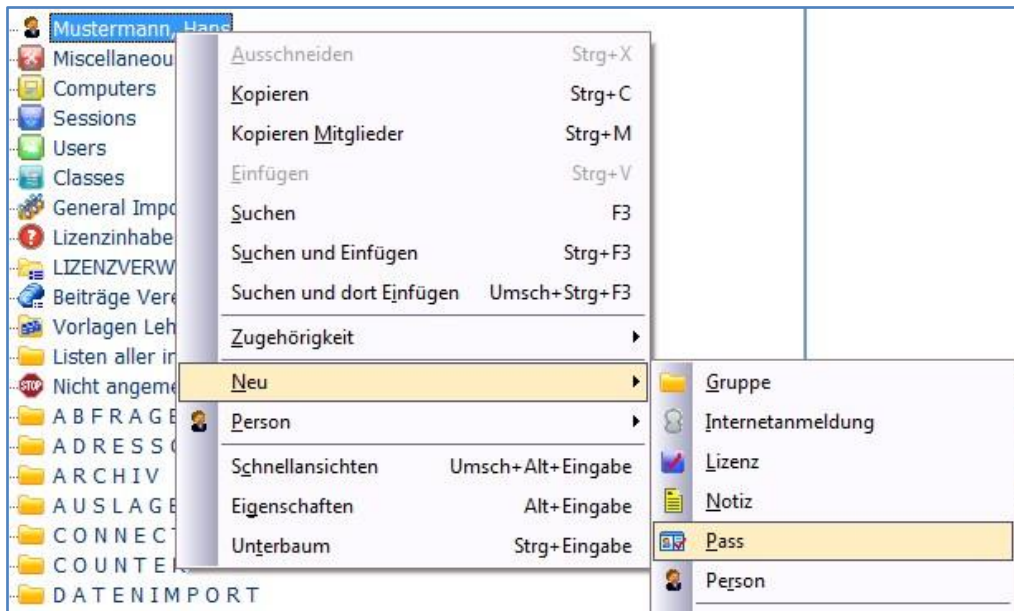 Mustermann, Hans
Miscellaneou
Computers
Sessions
Users
Classes
General Impo
Lizenzinhabe
LIZENZVERW
Beiträge Vere
Vorlagen Leh
Listen aller in
Nicht angeme
A B F R A G E
A D R E S S
A R C H I V
A U S L A G E
C O N N E C T
C O U N T E R
D A T E N I M P O R T
Ausschneiden Strg+X
Kopieren Strg+C
Kopieren Mitglieder Strg+M
Einfügen Strg+V
Suchen F3
Suchen und Einfügen Strg+F3
Suchen und dort Einfügen Umsch+Strg+F3
Zugehörigkeit
Neu
Person
Schnellansichten Umsch+Alt+Eingabe
Eigenschaften Alt+Eingabe
Unterbaum Strg+Eingabe
Gruppe
Internetanmeldung
Lizenz
Notiz
Pass
Person
STOP